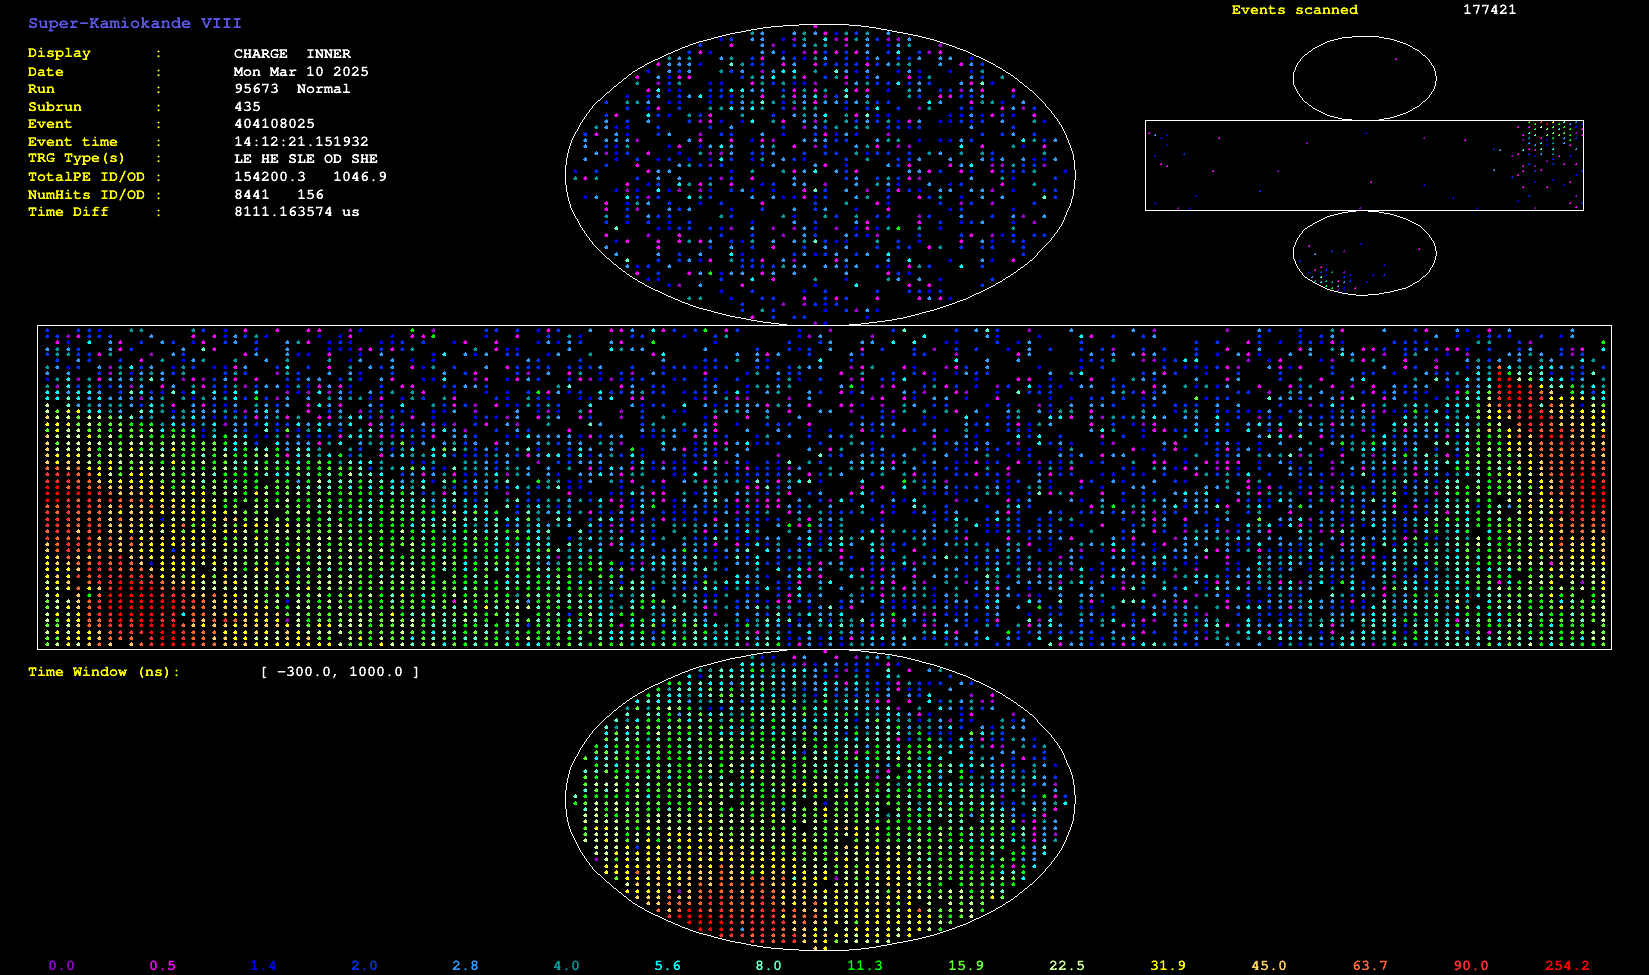 Super-Kamiokande VIII
Events scanned 177421
Display : CHARGE INNER
Date : Mon Mar 10 2025
Run : 95673 Normal
Subrun : 435
Event : 404108025
Event time : 14:12:21.151932
TRG Type(s) : LE HE SLE OD SHE
TotalPE ID/OD : 154200.3 1046.9
NumHits ID/OD : 8441 156
Time Diff : 8111.163574 us
Time Window (ns): [ -300.0, 1000.0 ]
0.0 0.5 1.4 2.0 2.8 4.0 5.6 8.0 11.3 15.9 22.5 31.9 45.0 63.7 90.0 254.2